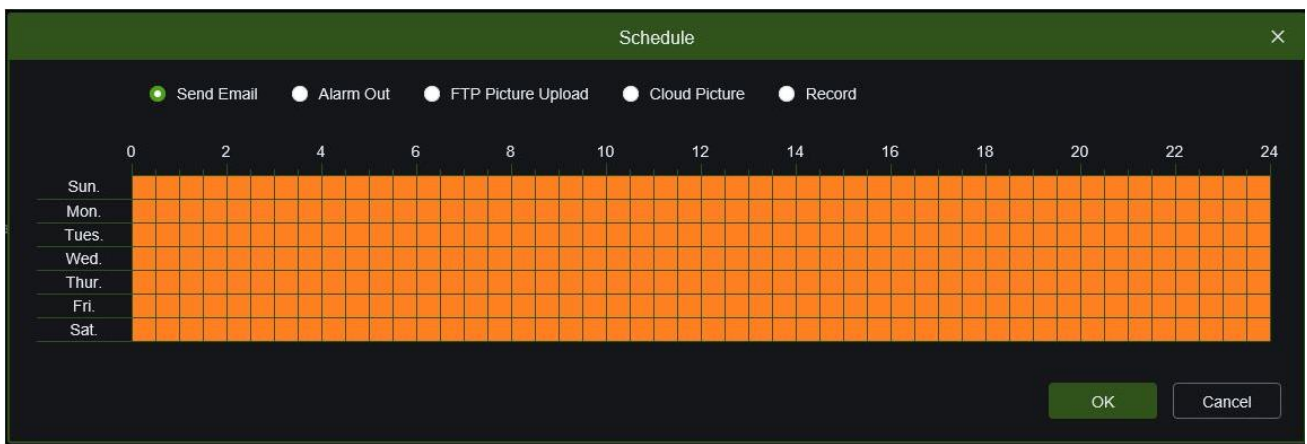 Schedule ×
Send Email Alarm Out FTP Picture Upload Cloud Picture Record
0 2 4 6 8 10 12 14 16 18 20 22 24
Sun.
Mon.
Tues.
Wed.
Thur.
Fri.
Sat.
OK Cancel